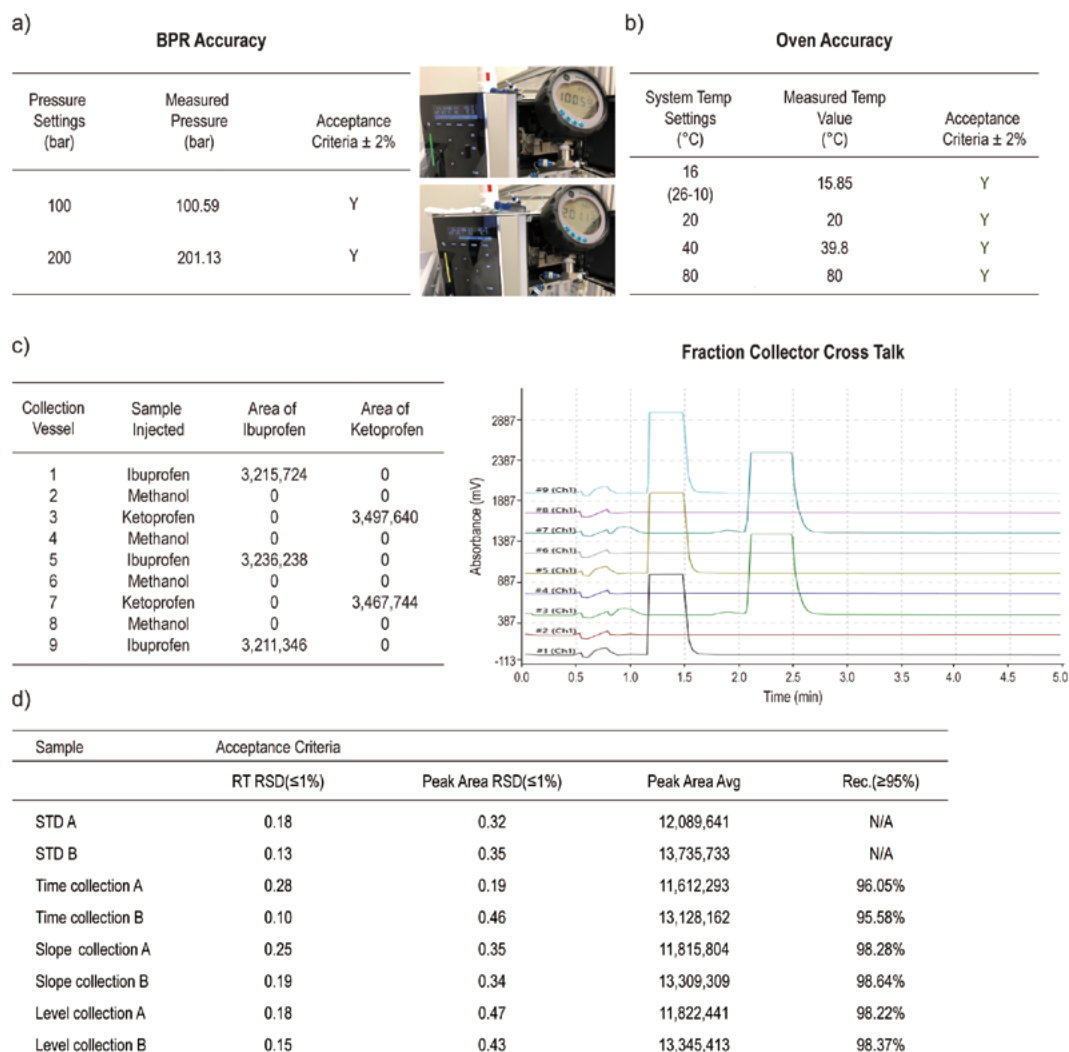 a)
BPR Accuracy
Pressure Settings (bar) Measured Pressure (bar) Acceptance Criteria ± 2%
100 100.59 Y
200 201.13 Y
b)
Oven Accuracy
System Temp Settings (°C) Measured Temp Value (°C) Acceptance Criteria ± 2%
16 (26-10) 15.85 Y
20 20 Y
40 39.8 Y
80 80 Y
c)
Collection Vessel Sample Injected Area of Ibuprofen Area of Ketoprofen
1 Ibuprofen 3,215,724 0
2 Methanol 0 0
3 Ketoprofen 0 3,497,640
4 Methanol 0 0
5 Ibuprofen 3,236,238 0
6 Methanol 0 0
7 Ketoprofen 0 3,467,744
8 Methanol 0 0
9 Ibuprofen 3,211,346 0
Fraction Collector Cross Talk
Absorbance (mV)
2887
2387
1887
1387
887
387
-113
#9 (Ch1)
#8 (Ch1)
#7 (Ch1)
#6 (Ch1)
#5 (Ch1)
#4 (Ch1)
#3 (Ch1)
#2 (Ch1)
#1 (Ch1)
0.0 0.5 1.0 1.5 2.0 2.5 3.0 3.5 4.0 4.5 5.0
Time (min)
d)
Sample Acceptance Criteria
RT RSD(≤1%) Peak Area RSD(≤1%) Peak Area Avg Rec.(≥95%)
STD A 0.18 0.32 12,089,641 N/A
STD B 0.13 0.35 13,735,733 N/A
Time collection A 0.28 0.19 11,612,293 96.05%
Time collection B 0.10 0.46 13,128,162 95.58%
Slope collection A 0.25 0.35 11,815,804 98.28%
Slope collection B 0.19 0.34 13,309,309 98.64%
Level collection A 0.18 0.47 11,822,441 98.22%
Level collection B 0.15 0.43 13,345,413 98.37%